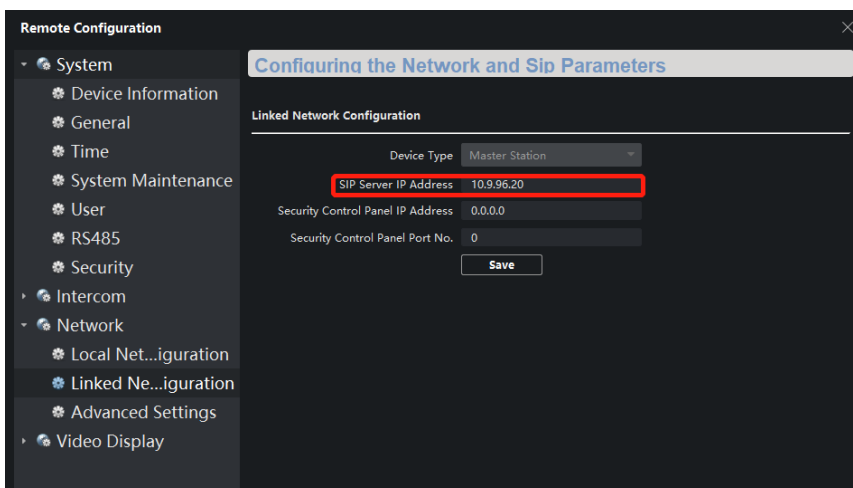 Remote Configuration
System
Device Information
General
Time
System Maintenance
User
RS485
Security
Intercom
Network
Local Net...iguration
Linked Ne...iguration
Advanced Settings
Video Display
Configuring the Network and Sip Parameters
Linked Network Configuration
Device Type Master Station
SIP Server IP Address 10.9.96.20
Security Control Panel IP Address 0.0.0.0
Security Control Panel Port No. 0
Save